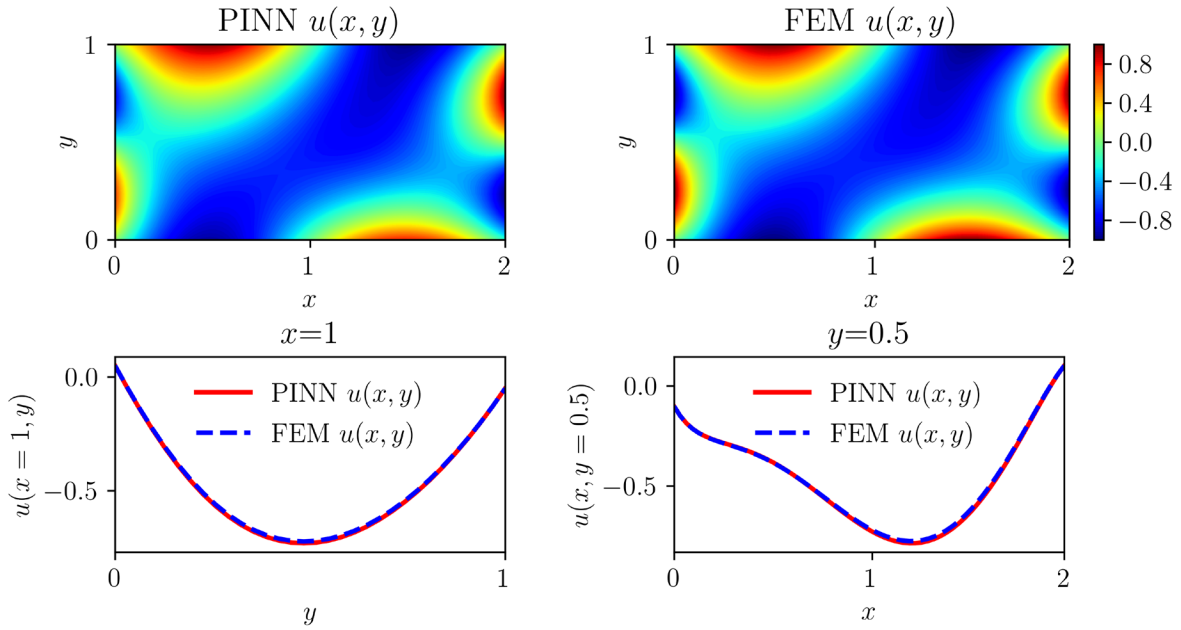 PINN u(x, y)
FEM u(x, y)
1
y
0
0
1
2
x
1
y
0
0
1
2
x
0.8
0.4
0.0
−0.4
−0.8
x=1
0.0
−0.5
u(x = 1, y)
PINN u(x, y)
FEM u(x, y)
0
1
y
y=0.5
0.0
−0.5
u(x, y = 0.5)
PINN u(x, y)
FEM u(x, y)
0
1
2
x